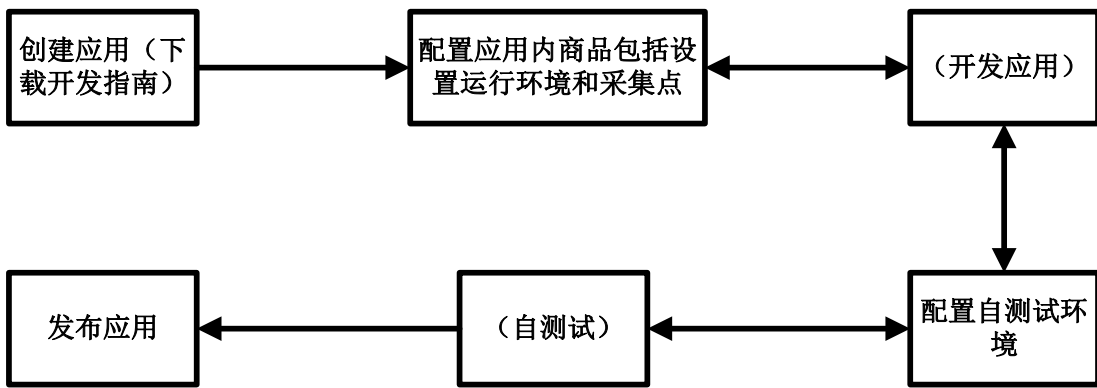 创建应用（下
载开发指南）
配置应用内商品包括设
置运行环境和采集点
（开发应用）
发布应用
（自测试）
配置自测试环
境